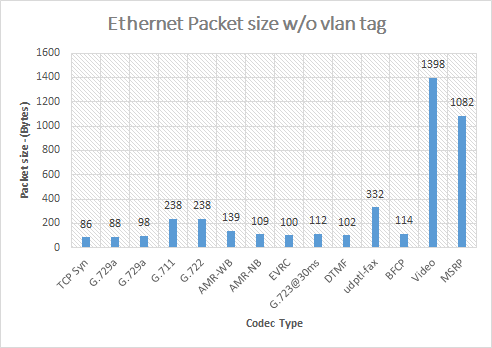 Ethernet Packet size w/o vlan tag
Packet size - (Bytes)
1600
1400
1200
1000
800
600
400
200
0
86
88
98
238
238
139
109
100
112
102
332
114
1398
1082
TCP Syn
G.729a
G.729a
G.711
G.722
AMR-WB
AMR-NB
EVRC
G.723@30ms
DTMF
udptl-fax
BFCP
Video
MSRP
Codec Type